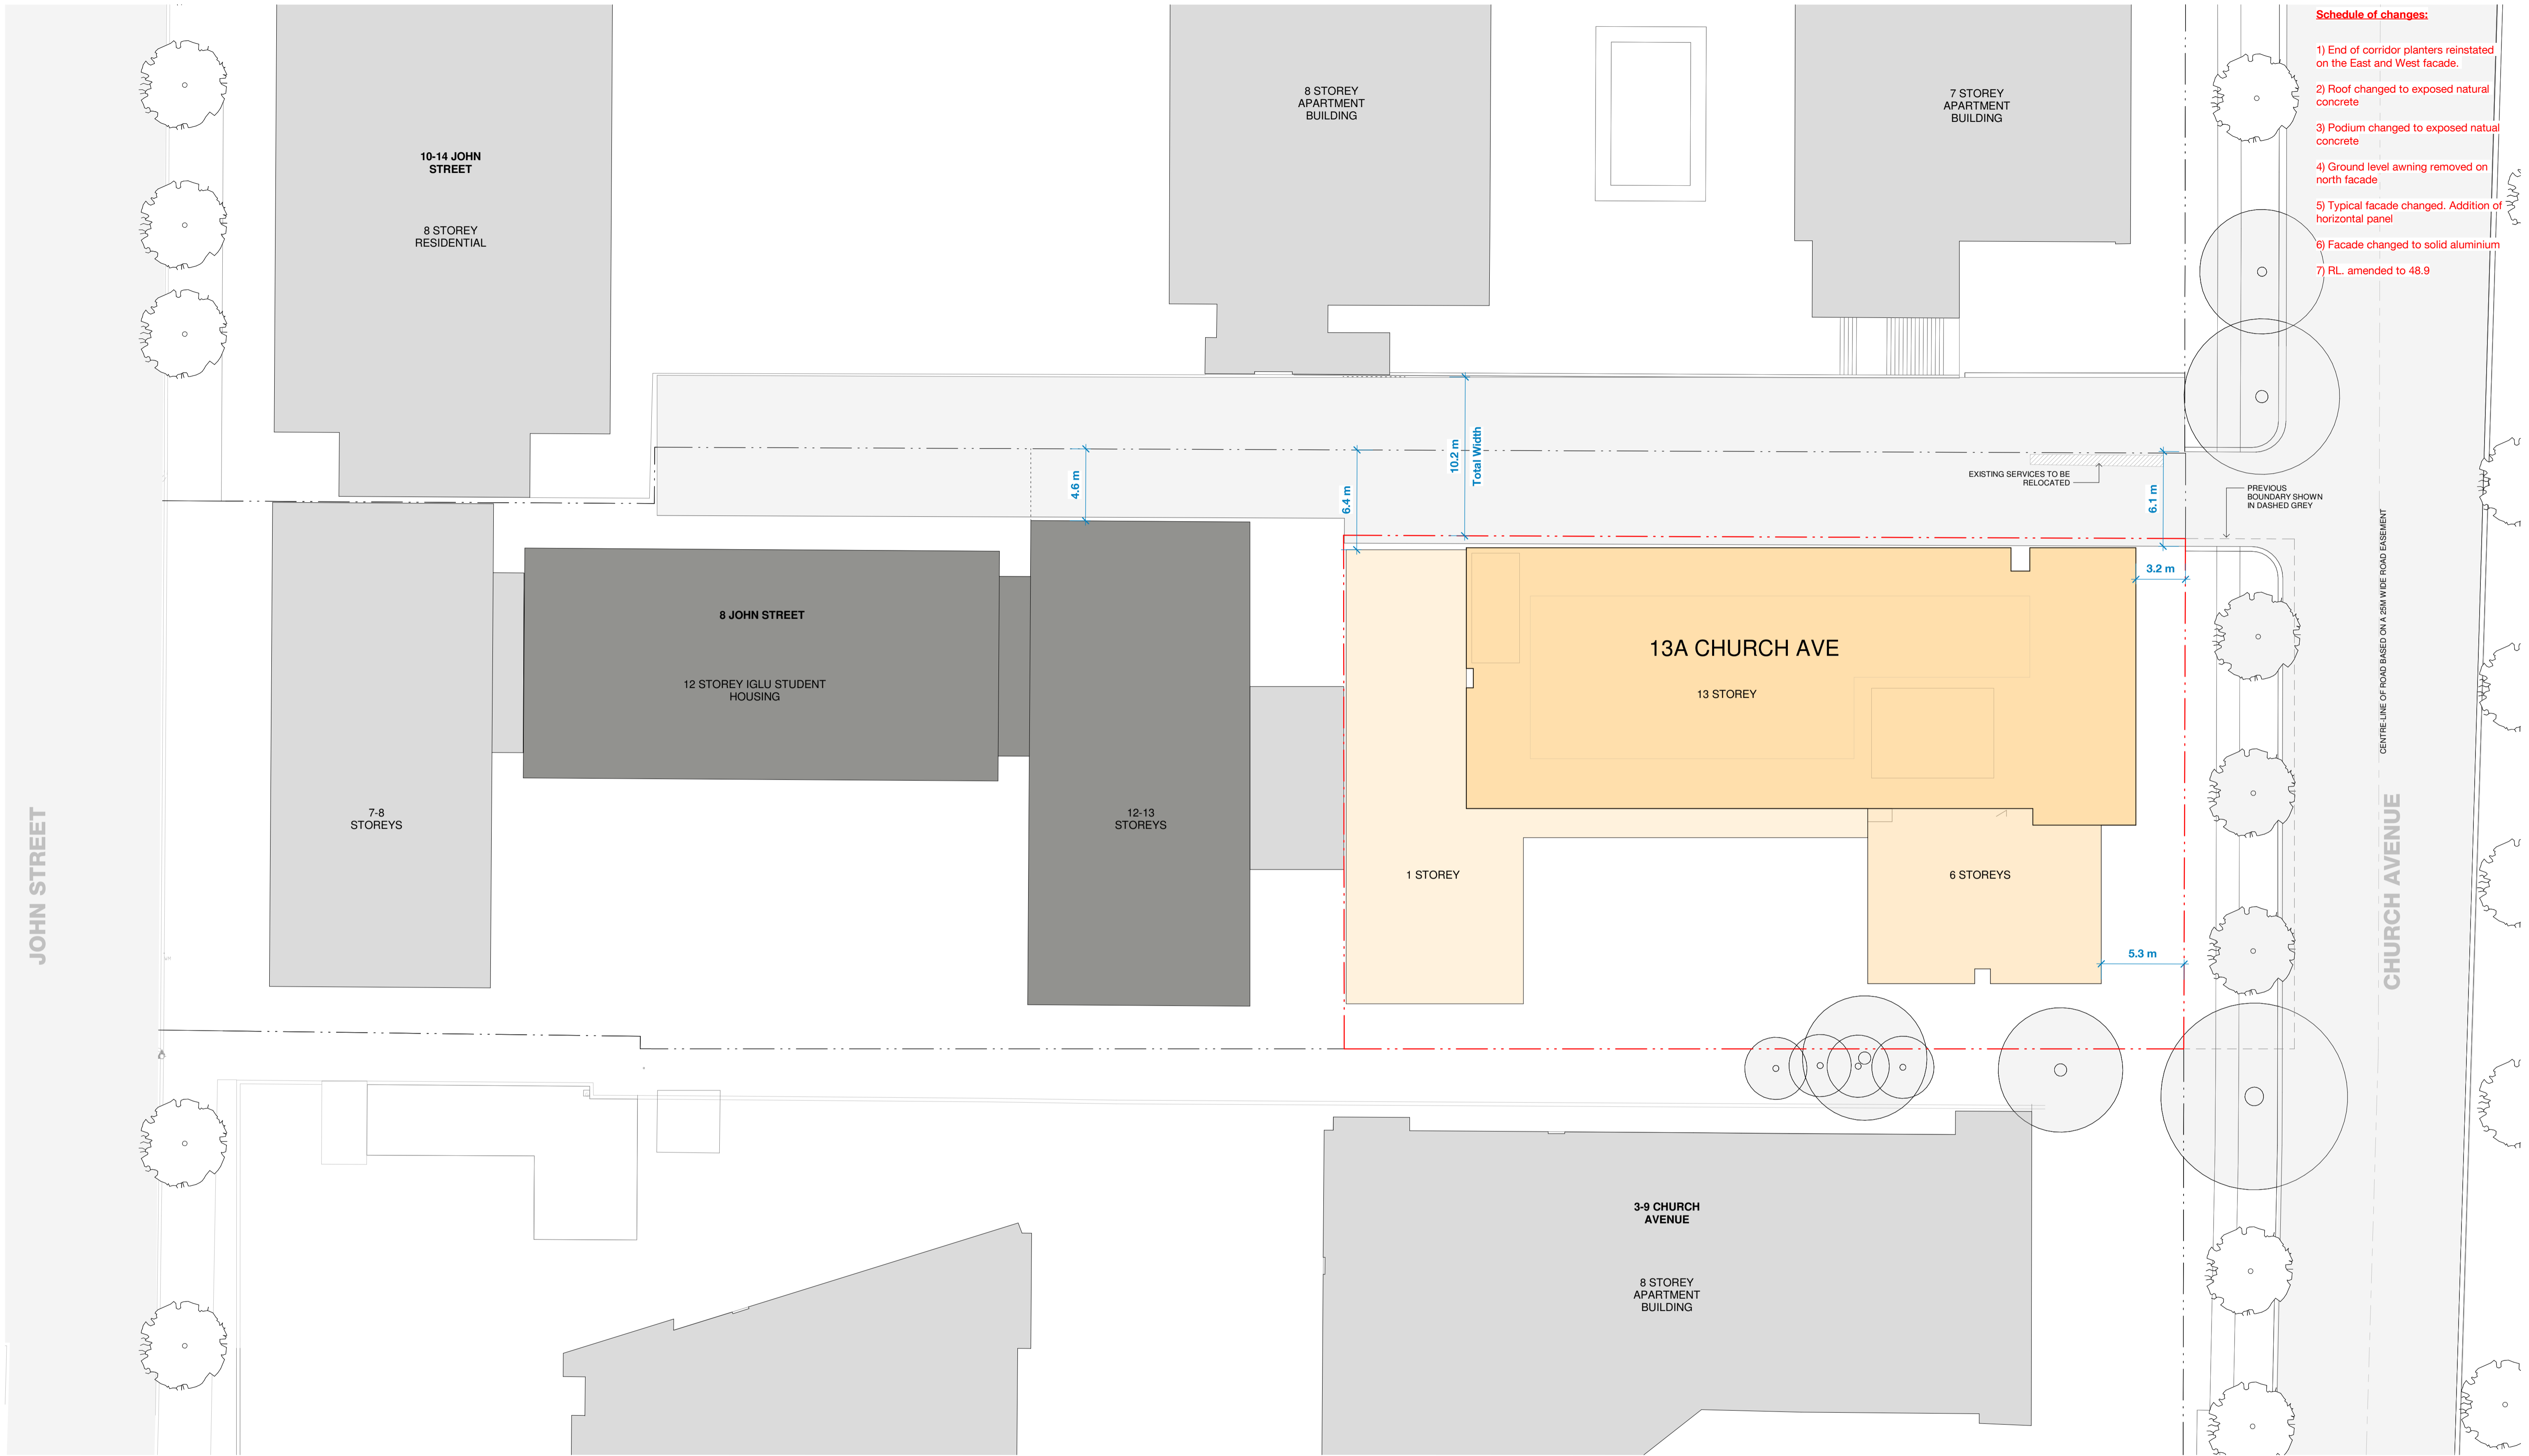 Schedule of changes:
1) End of corridor planters reinstated
on the East and West facade.
2) Roof changed to exposed natural
concrete
3) Podium changed to exposed natual
concrete
4) Ground level awning removed on
north facade
5) Typical facade changed. Addition of
horizontal panel
6) Facade changed to solid aluminium
7) RL. amended to 48.9
8 STOREY
APARTMENT
BUILDING
7 STOREY
APARTMENT
BUILDING
10-14 JOHN
STREET
8 STOREY
RESIDENTIAL
4.6 m
6.4 m
10.2 m
Total Width
EXISTING SERVICES TO BE
RELOCATED
6.1 m
PREVIOUS
BOUNDARY SHOWN
IN DASHED GREY
3.2 m
CENTRE-LINE OF ROAD BASED ON A 25M WIDE ROAD EASEMENT
8 JOHN STREET
12 STOREY IGLU STUDENT
HOUSING
13A CHURCH AVE
13 STOREY
7-8
STOREYS
12-13
STOREYS
1 STOREY
6 STOREYS
5.3 m
JOHN STREET
CHURCH AVENUE
3-9 CHURCH
AVENUE
8 STOREY
APARTMENT
BUILDING